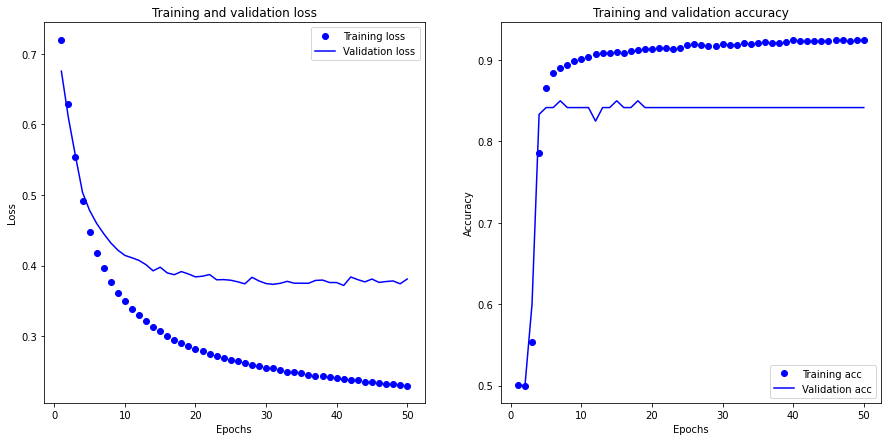 Training and validation loss
Training loss
Validation loss
0.7
0.6
0.5
0.4
0.3
Loss
0
10
20
30
40
50
Epochs
Training and validation accuracy
0.9
0.8
0.7
0.6
0.5
Accuracy
Training acc
Validation acc
0
10
20
30
40
50
Epochs